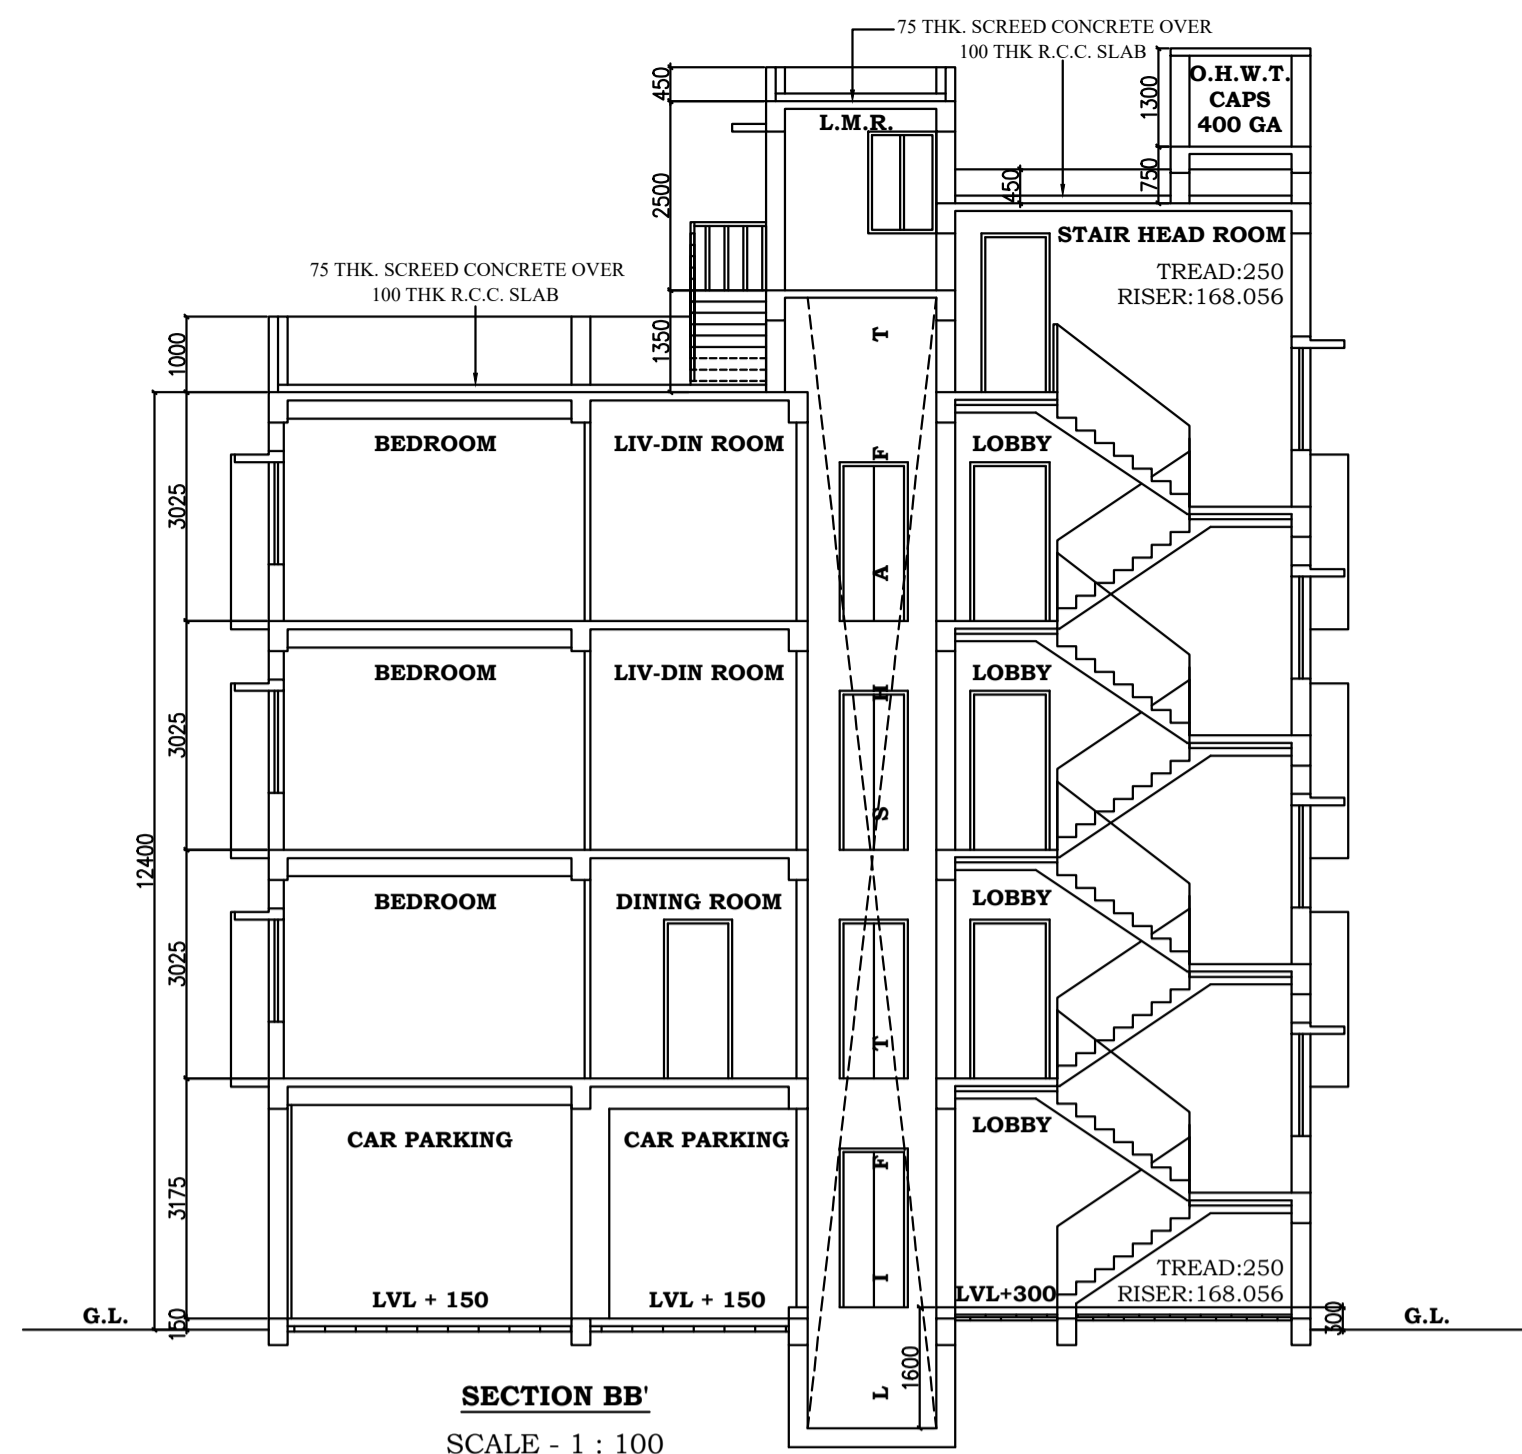 75 THK. SCREED CONCRETE OVER
100 THK R.C.C. SLAB
O.H.W.T.
CAPS
400 GA
1300
750
450
L.M.R.
450
2500
1350
STAIR HEAD ROOM
TREAD:250
RISER:168.056
75 THK. SCREED CONCRETE OVER
100 THK R.C.C. SLAB
1000
BEDROOM
LIV-DIN ROOM
LOBBY
3025
BEDROOM
LIV-DIN ROOM
LOBBY
3025
12400
BEDROOM
DINING ROOM
LOBBY
3025
CAR PARKING
CAR PARKING
LOBBY
3175
LIFT SHAFT
LVL + 150
LVL + 150
LVL+300
TREAD:250
RISER:168.056
G.L.
150
300
G.L.
1600
SECTION BB'
SCALE - 1 : 100